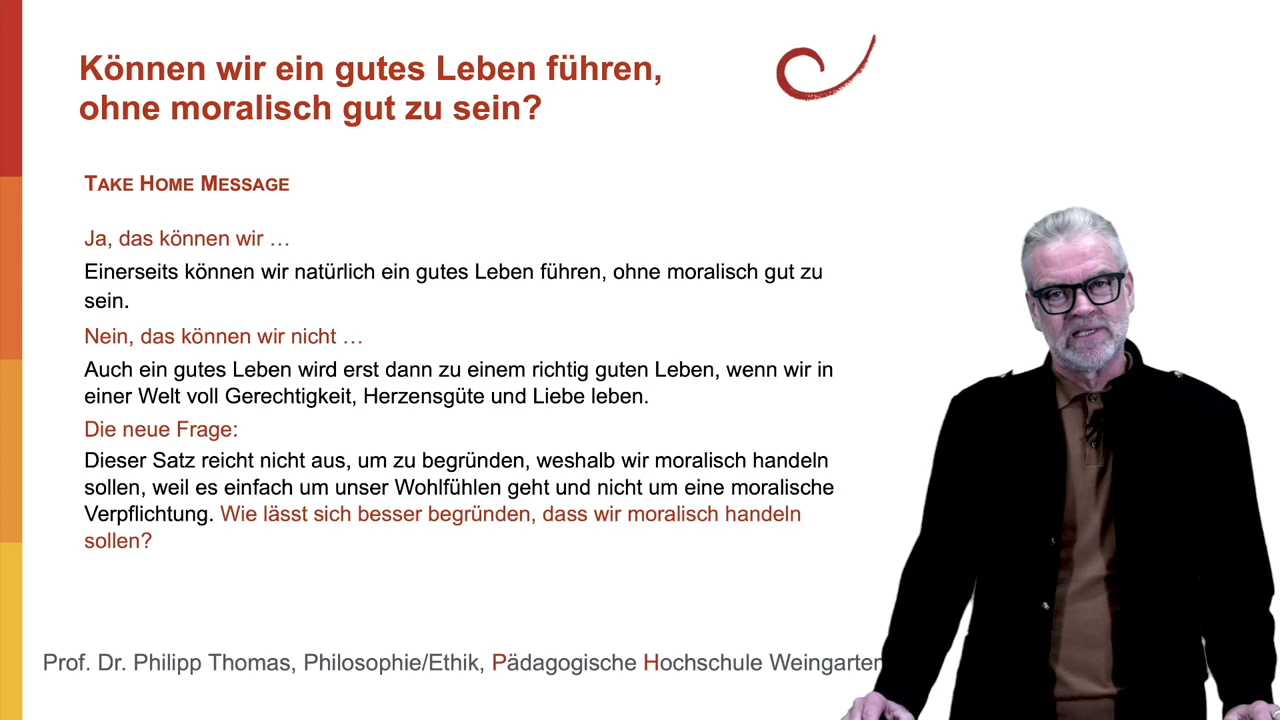 Können wir ein gutes Leben führen,
ohne moralisch gut zu sein?
TAKE HOME MESSAGE
Ja, das können wir …
Einerseits können wir natürlich ein gutes Leben führen, ohne moralisch gut zu
sein.
Nein, das können wir nicht …
Auch ein gutes Leben wird erst dann zu einem richtig guten Leben, wenn wir in
einer Welt voll Gerechtigkeit, Herzensgüte und Liebe leben.
Die neue Frage:
Dieser Satz reicht nicht aus, um zu begründen, weshalb wir moralisch handeln
sollen, weil es einfach um unser Wohlfühlen geht und nicht um eine moralische
Verpflichtung. Wie lässt sich besser begründen, dass wir moralisch handeln
sollen?
Prof. Dr. Philipp Thomas, Philosophie/Ethik, Pädagogische Hochschule Weingarten